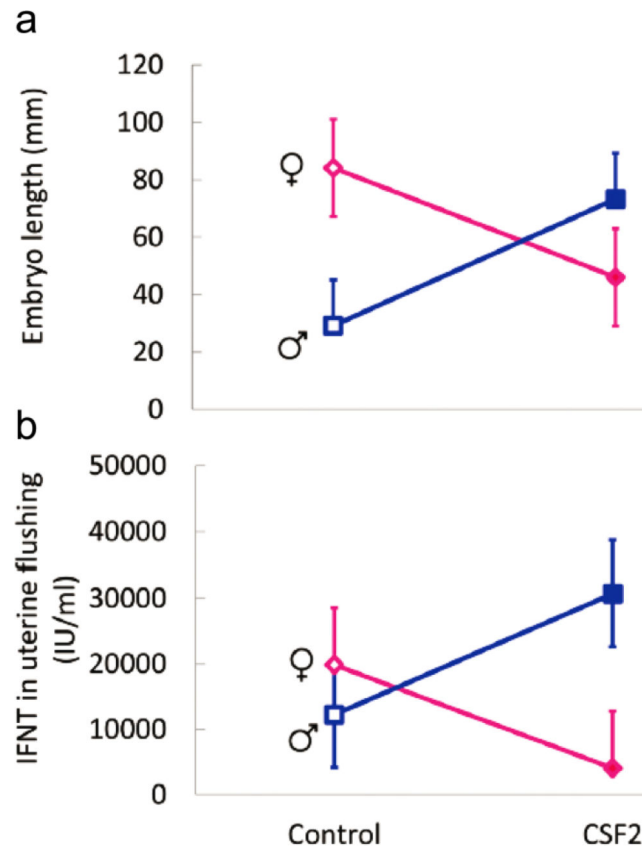 a
Embryo length (mm)
120
100
80
60
40
20
0
♀
♂
b
IFNT in uterine flushing
(IU/ml)
50000
40000
30000
20000
10000
0
♀
♂
Control
CSF2